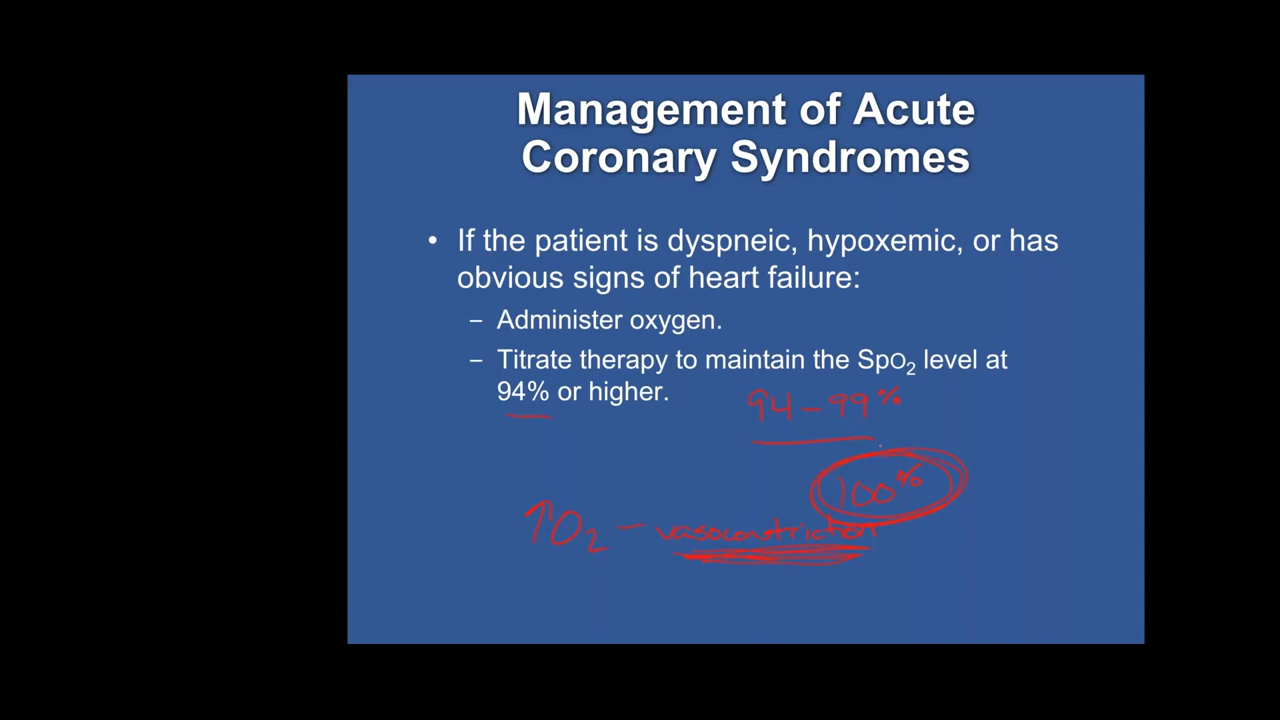 Management of Acute
Coronary Syndromes
• If the patient is dyspneic, hypoxemic, or has
obvious signs of heart failure:
– Administer oxygen.
– Titrate therapy to maintain the SpO₂ level at
94% or higher.
94 – 99%
100%
↑O₂ – vasoconstriction